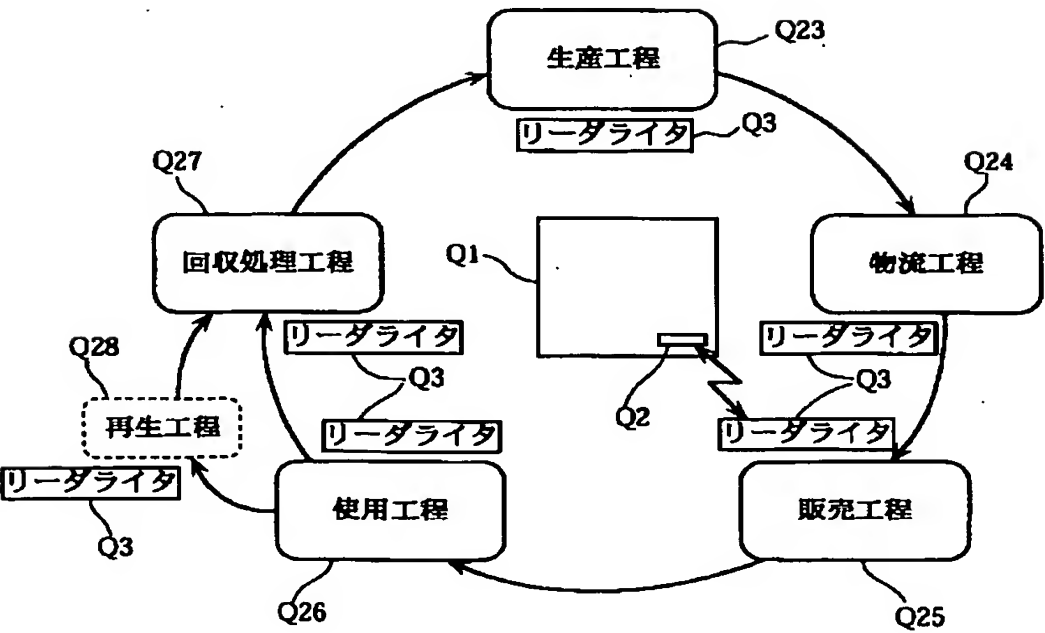 Q23
生産工程
リーダライタ
Q3
Q27
Q24
回収処理工程
Q1
物流工程
リーダライタ
リーダライタ
Q28
Q3
Q3
Q2
再生工程
リーダライタ
リーダライタ
リーダライタ
使用工程
販売工程
Q3
Q26
Q25